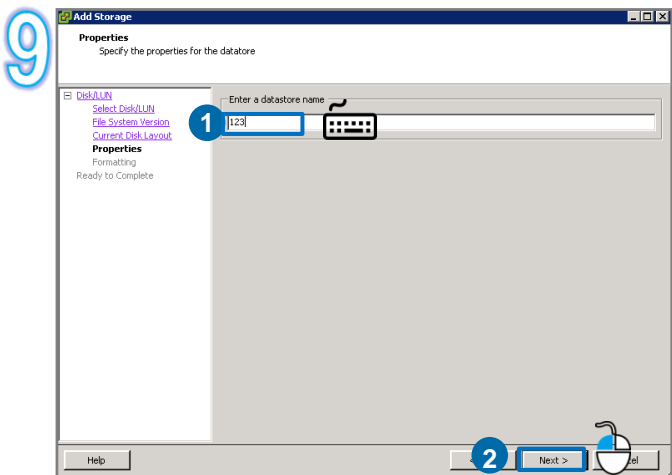 9
Add Storage
Properties
Specify the properties for the datatore
Disk/LUN
Select Disk/LUN
File System Version
Current Disk Layout
Properties
Formatting
Ready to Complete
Enter a datastore name
1
123
Help
2
Next >